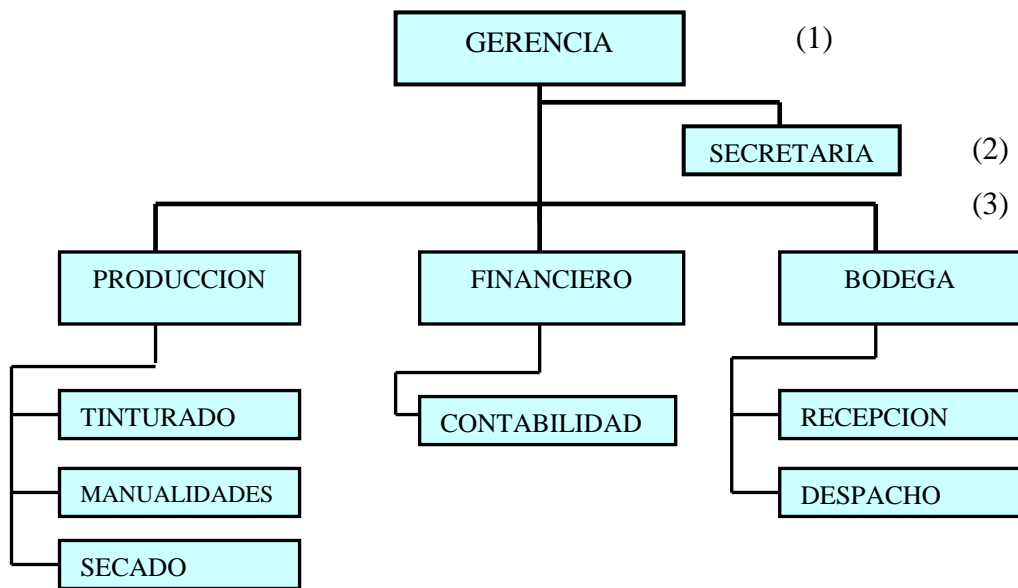 GERENCIA (1)
SECRETARIA (2)
(3)
PRODUCCION FINANCIERO BODEGA
TINTURADO CONTABILIDAD RECEPCION
MANUALIDADES DESPACHO
SECADO